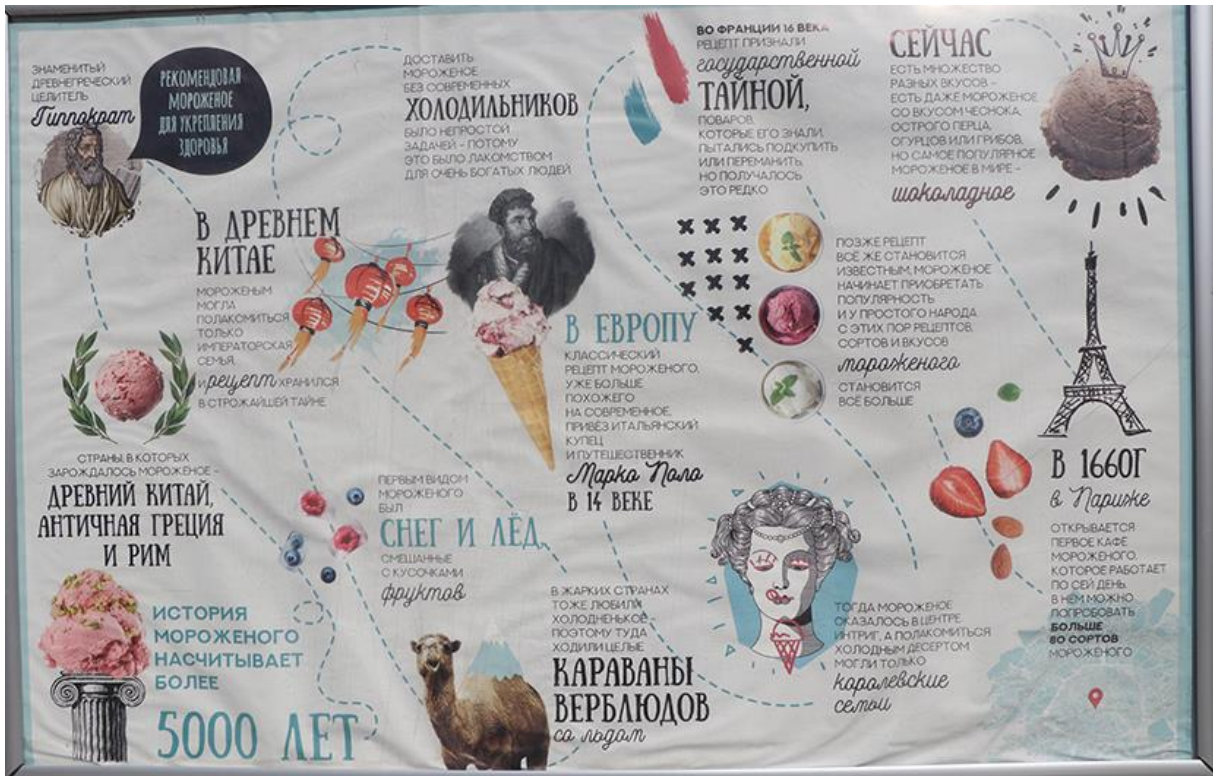 ЗНАМЕНИТЫЙ
ДРЕВНЕГРЕЧЕСКИЙ
ЦЕЛИТЕЛЬ
Гиппократ
РЕКОМЕНДОВАЛ
МОРОЖЕНОЕ
ДЛЯ УКРЕПЛЕНИЯ
ЗДОРОВЬЯ
СТРАНЫ, В КОТОРЫХ
ЗАРОЖДАЛОСЬ МОРОЖЕНОЕ -
ДРЕВНИЙ КИТАЙ,
АНТИЧНАЯ ГРЕЦИЯ
И РИМ
ИСТОРИЯ
МОРОЖЕНОГО
НАСЧИТЫВАЕТ
БОЛЕЕ
5000 ЛЕТ
В ДРЕВНЕМ
КИТАЕ
МОРОЖЕНЫМ
МОГЛА
ПОЛАКОМИТЬСЯ
ТОЛЬКО
ИМПЕРАТОРСКАЯ
СЕМЬЯ,
И рецепт ХРАНИЛСЯ
В СТРОЖАЙШЕЙ ТАЙНЕ
ПЕРВЫМ ВИДОМ
МОРОЖЕНОГО
БЫЛ
СНЕГ И ЛЁД,
СМЕШАННЫЕ
С КУСОЧКАМИ
фруктов
ДОСТАВИТЬ
МОРОЖЕНОЕ
БЕЗ СОВРЕМЕННЫХ
ХОЛОДИЛЬНИКОВ
БЫЛО НЕПРОСТОЙ
ЗАДАЧЕЙ - ПОТОМУ
ЭТО БЫЛО ЛАКОМСТВОМ
ДЛЯ ОЧЕНЬ БОГАТЫХ ЛЮДЕЙ
В ЕВРОПУ
КЛАССИЧЕСКИЙ
РЕЦЕПТ МОРОЖЕНОГО,
УЖЕ БОЛЬШЕ
ПОХОЖЕГО
НА СОВРЕМЕННОЕ,
ПРИВЁЗ ИТАЛЬЯНСКИЙ
КУПЕЦ
И ПУТЕШЕСТВЕННИК
Марко Поло
В 14 ВЕКЕ
В ЖАРКИХ СТРАНАХ
ТОЖЕ ЛЮБИЛИ
ХОЛОДНЕНЬКОЕ -
ПОЭТОМУ ТУДА
ХОДИЛИ ЦЕЛЫЕ
КАРАВАНЫ
ВЕРБЛЮДОВ
со льдом
ВО ФРАНЦИИ 16 ВЕКА
РЕЦЕПТ ПРИЗНАЛИ
государственной
ТАЙНОЙ,
ПОВАРОВ,
КОТОРЫЕ ЕГО ЗНАЛИ,
ПЫТАЛИСЬ ПОДКУПИТЬ
ИЛИ ПЕРЕМАНИТЬ,
НО ПОЛУЧАЛОСЬ
ЭТО РЕДКО
ПОЗЖЕ РЕЦЕПТ
ВСЁ ЖЕ СТАНОВИТСЯ
ИЗВЕСТНЫМ, МОРОЖЕНОЕ
НАЧИНАЕТ ПРИОБРЕТАТЬ
ПОПУЛЯРНОСТЬ
И У ПРОСТОГО НАРОДА.
С ЭТИХ ПОР РЕЦЕПТОВ,
СОРТОВ И ВКУСОВ
мороженого
СТАНОВИТСЯ
ВСЁ БОЛЬШЕ
ТОГДА МОРОЖЕНОЕ
ОКАЗАЛОСЬ В ЦЕНТРЕ
ИНТРИГ, А ПОЛАКОМИТЬСЯ
ХОЛОДНЫМ ДЕСЕРТОМ
МОГЛИ ТОЛЬКО
королевские
семьи
СЕЙЧАС
ЕСТЬ МНОЖЕСТВО
РАЗНЫХ ВКУСОВ -
ЕСТЬ ДАЖЕ МОРОЖЕНОЕ
СО ВКУСОМ ЧЕСНОКА,
ОСТРОГО ПЕРЦА,
ОГУРЦОВ ИЛИ ГРИБОВ,
НО САМОЕ ПОПУЛЯРНОЕ
МОРОЖЕНОЕ В МИРЕ -
шоколадное
В 1660Г
в Париже
ОТКРЫВАЕТСЯ
ПЕРВОЕ КАФЕ
МОРОЖЕНОГО,
КОТОРОЕ РАБОТАЕТ
ПО СЕЙ ДЕНЬ.
В НЕМ МОЖНО
ПОПРОБОВАТЬ
БОЛЬШЕ
80 СОРТОВ
МОРОЖЕНОГО